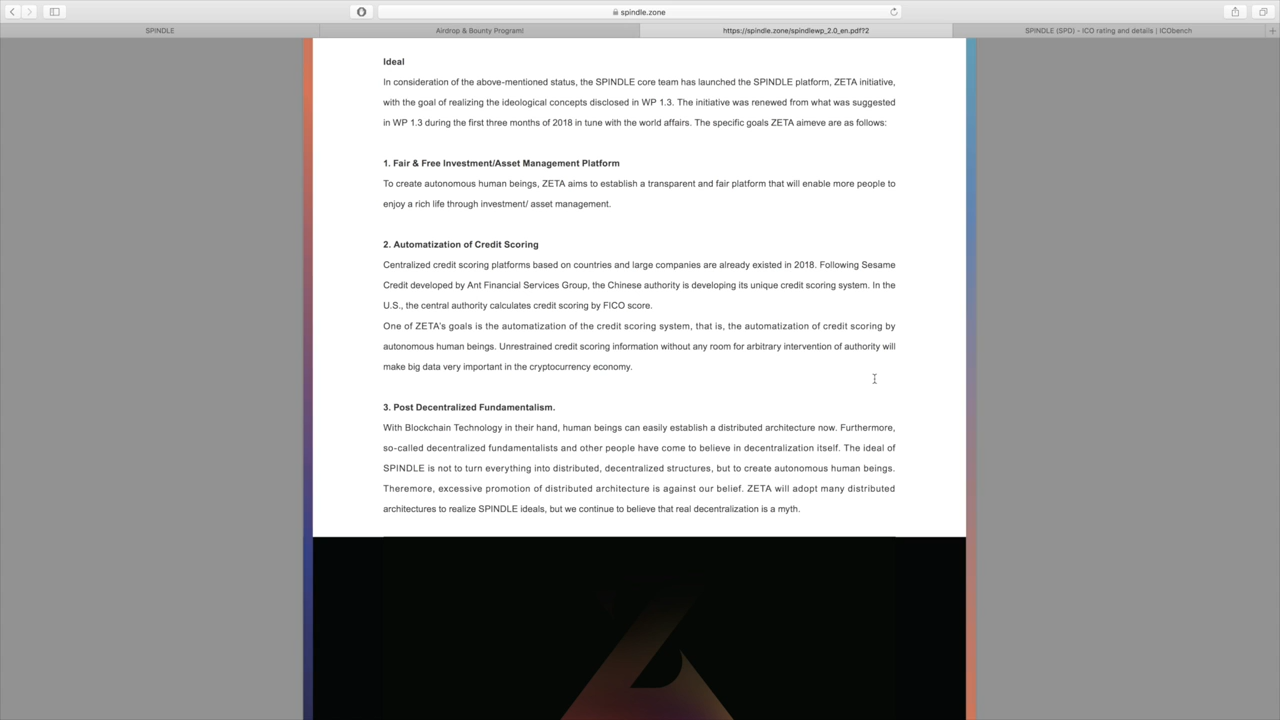 spindle.zone
SPINDLE
Airdrop & Bounty Program!
https://spindle.zone/spindlewp_2.0_en.pdf?2
SPINDLE (SPD) - ICO rating and details | ICObench
Ideal
In consideration of the above-mentioned status, the SPINDLE core team has launched the SPINDLE platform, ZETA initiative,
with the goal of realizing the ideological concepts disclosed in WP 1.3. The initiative was renewed from what was suggested
in WP 1.3 during the first three months of 2018 in tune with the world affairs. The specific goals ZETA aimeve are as follows:
1. Fair & Free Investment/Asset Management Platform
To create autonomous human beings, ZETA aims to establish a transparent and fair platform that will enable more people to
enjoy a rich life through investment/ asset management.
2. Automatization of Credit Scoring
Centralized credit scoring platforms based on countries and large companies are already existed in 2018. Following Sesame
Credit developed by Ant Financial Services Group, the Chinese authority is developing its unique credit scoring system. In the
U.S., the central authority calculates credit scoring by FICO score.
One of ZETA's goals is the automatization of the credit scoring system, that is, the automatization of credit scoring by
autonomous human beings. Unrestrained credit scoring information without any room for arbitrary intervention of authority will
make big data very important in the cryptocurrency economy.
3. Post Decentralized Fundamentalism.
With Blockchain Technology in their hand, human beings can easily establish a distributed architecture now. Furthermore,
so-called decentralized fundamentalists and other people have come to believe in decentralization itself. The ideal of
SPINDLE is not to turn everything into distributed, decentralized structures, but to create autonomous human beings.
Theremore, excessive promotion of distributed architecture is against our belief. ZETA will adopt many distributed
architectures to realize SPINDLE ideals, but we continue to believe that real decentralization is a myth.